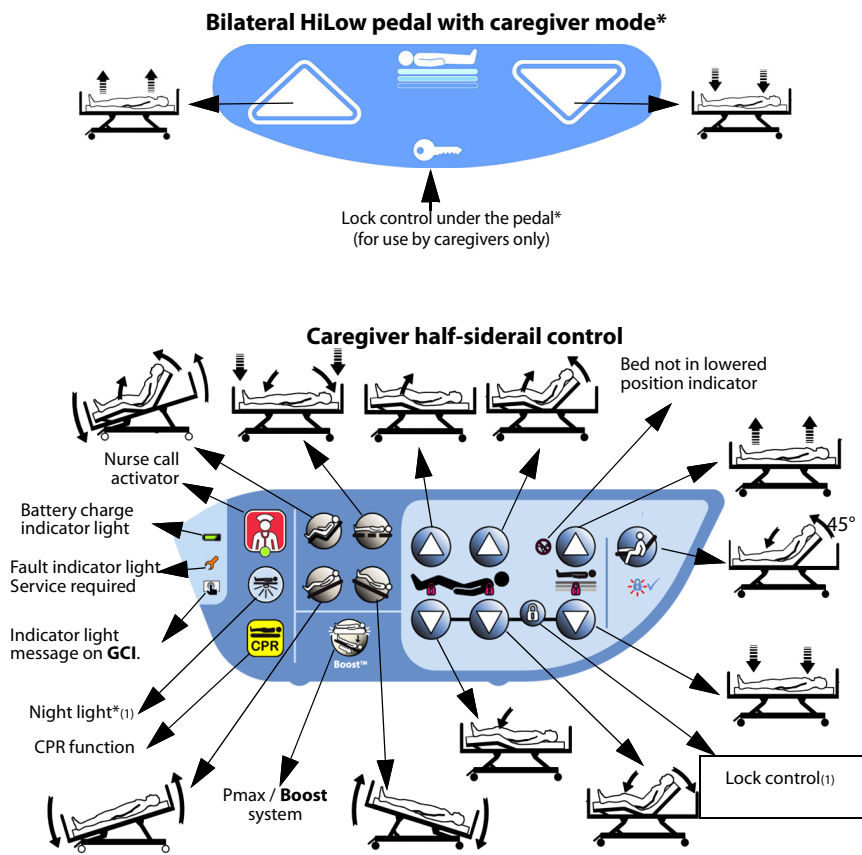 Bilateral HiLow pedal with caregiver mode*
Lock control under the pedal*
(for use by caregivers only)
Caregiver half-siderail control
Bed not in lowered
position indicator
Nurse call
activator
Battery charge
indicator light
45°
Fault indicator light
Service required
Indicator light
message on GCI.
CPR
Boost™
Night light*(1)
CPR function
Pmax / Boost
system
Lock control(1)